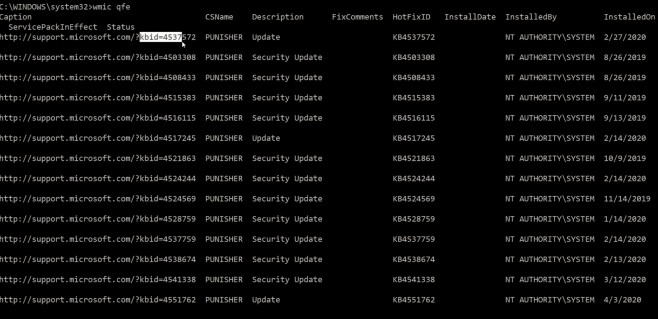 C:\WINDOWS\system32>wmic qfe
Caption CSName Description FixComments HotFixID InstallDate InstalledBy InstalledOn
ServicePackInEffect Status
http://support.microsoft.com/?kbid=4537572 PUNISHER Update KB4537572 NT AUTHORITY\SYSTEM 2/27/2020
http://support.microsoft.com/?kbid=4503308 PUNISHER Security Update KB4503308 NT AUTHORITY\SYSTEM 8/26/2019
http://support.microsoft.com/?kbid=4508433 PUNISHER Security Update KB4508433 NT AUTHORITY\SYSTEM 8/26/2019
http://support.microsoft.com/?kbid=4515383 PUNISHER Security Update KB4515383 NT AUTHORITY\SYSTEM 9/11/2019
http://support.microsoft.com/?kbid=4516115 PUNISHER Security Update KB4516115 NT AUTHORITY\SYSTEM 9/13/2019
http://support.microsoft.com/?kbid=4517245 PUNISHER Update KB4517245 NT AUTHORITY\SYSTEM 2/14/2020
http://support.microsoft.com/?kbid=4521863 PUNISHER Security Update KB4521863 NT AUTHORITY\SYSTEM 10/9/2019
http://support.microsoft.com/?kbid=4524244 PUNISHER Security Update KB4524244 NT AUTHORITY\SYSTEM 2/14/2020
http://support.microsoft.com/?kbid=4524569 PUNISHER Security Update KB4524569 NT AUTHORITY\SYSTEM 11/14/2019
http://support.microsoft.com/?kbid=4528759 PUNISHER Security Update KB4528759 NT AUTHORITY\SYSTEM 1/14/2020
http://support.microsoft.com/?kbid=4537759 PUNISHER Security Update KB4537759 NT AUTHORITY\SYSTEM 2/14/2020
http://support.microsoft.com/?kbid=4538674 PUNISHER Security Update KB4538674 NT AUTHORITY\SYSTEM 2/13/2020
http://support.microsoft.com/?kbid=4541338 PUNISHER Security Update KB4541338 NT AUTHORITY\SYSTEM 3/12/2020
http://support.microsoft.com/?kbid=4551762 PUNISHER Update KB4551762 NT AUTHORITY\SYSTEM 4/3/2020